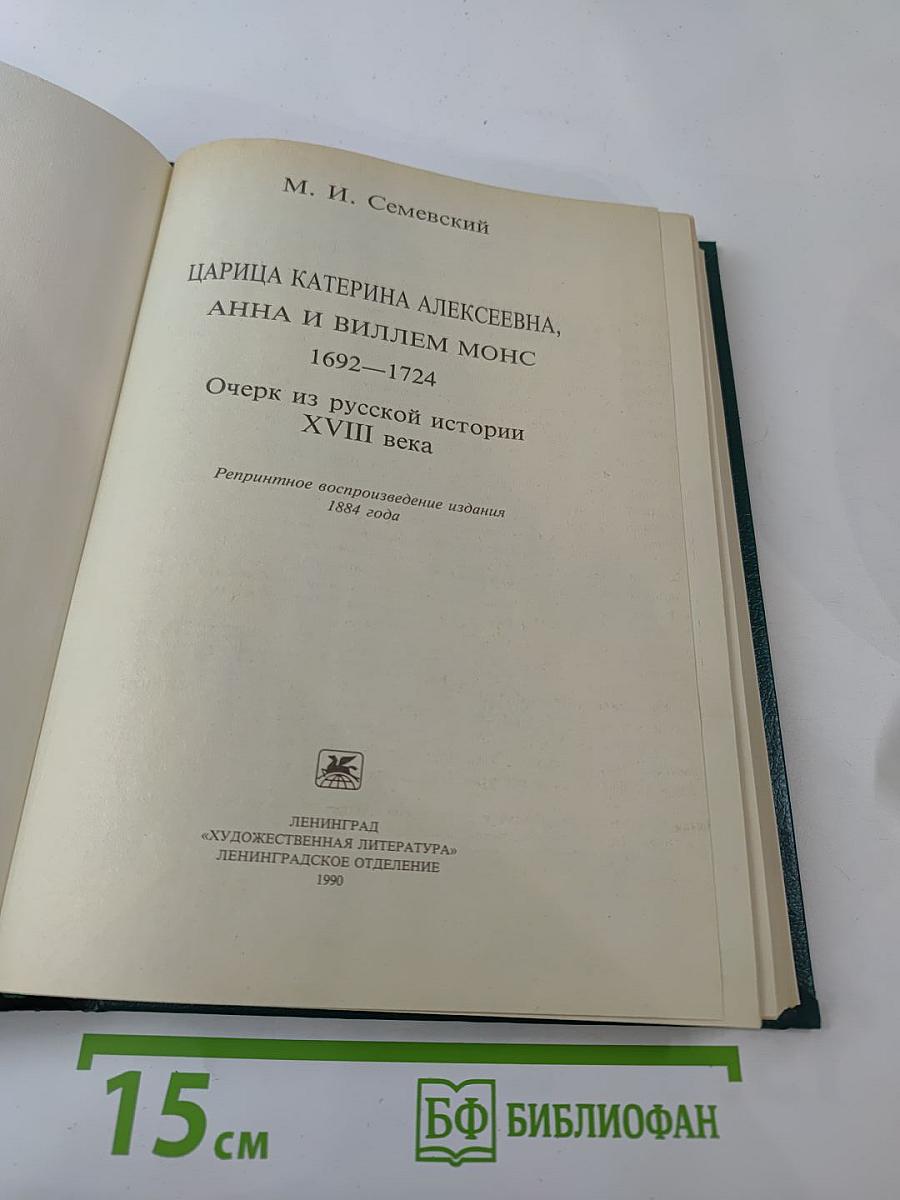 М. И. Семевский
ЦАРИЦА КАТЕРИНА АЛЕКСЕЕВНА,
АННА И ВИЛЛЕМ МОНС
1692—1724
Очерк из русской истории
XVIII века
Репринтное воспроизведение издания
1884 года
ЛЕНИНГРАД
«ХУДОЖЕСТВЕННАЯ ЛИТЕРАТУРА»
ЛЕНИНГРАДСКОЕ ОТДЕЛЕНИЕ
1990
15 см
БФ БИБЛИОФАН